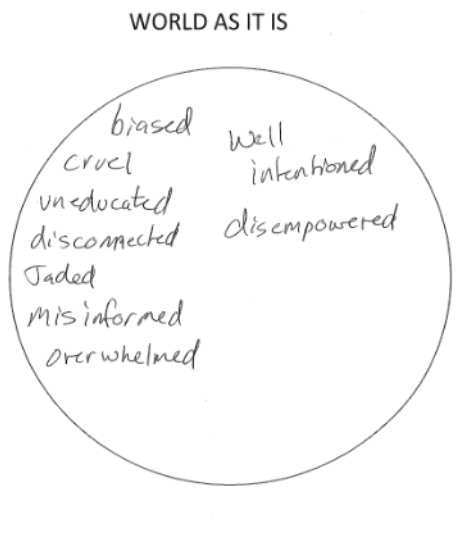 WORLD AS IT IS
biased
cruel
uneducated
disconnected
Jaded
misinformed
overwhelmed
Well
intentioned
disempowered